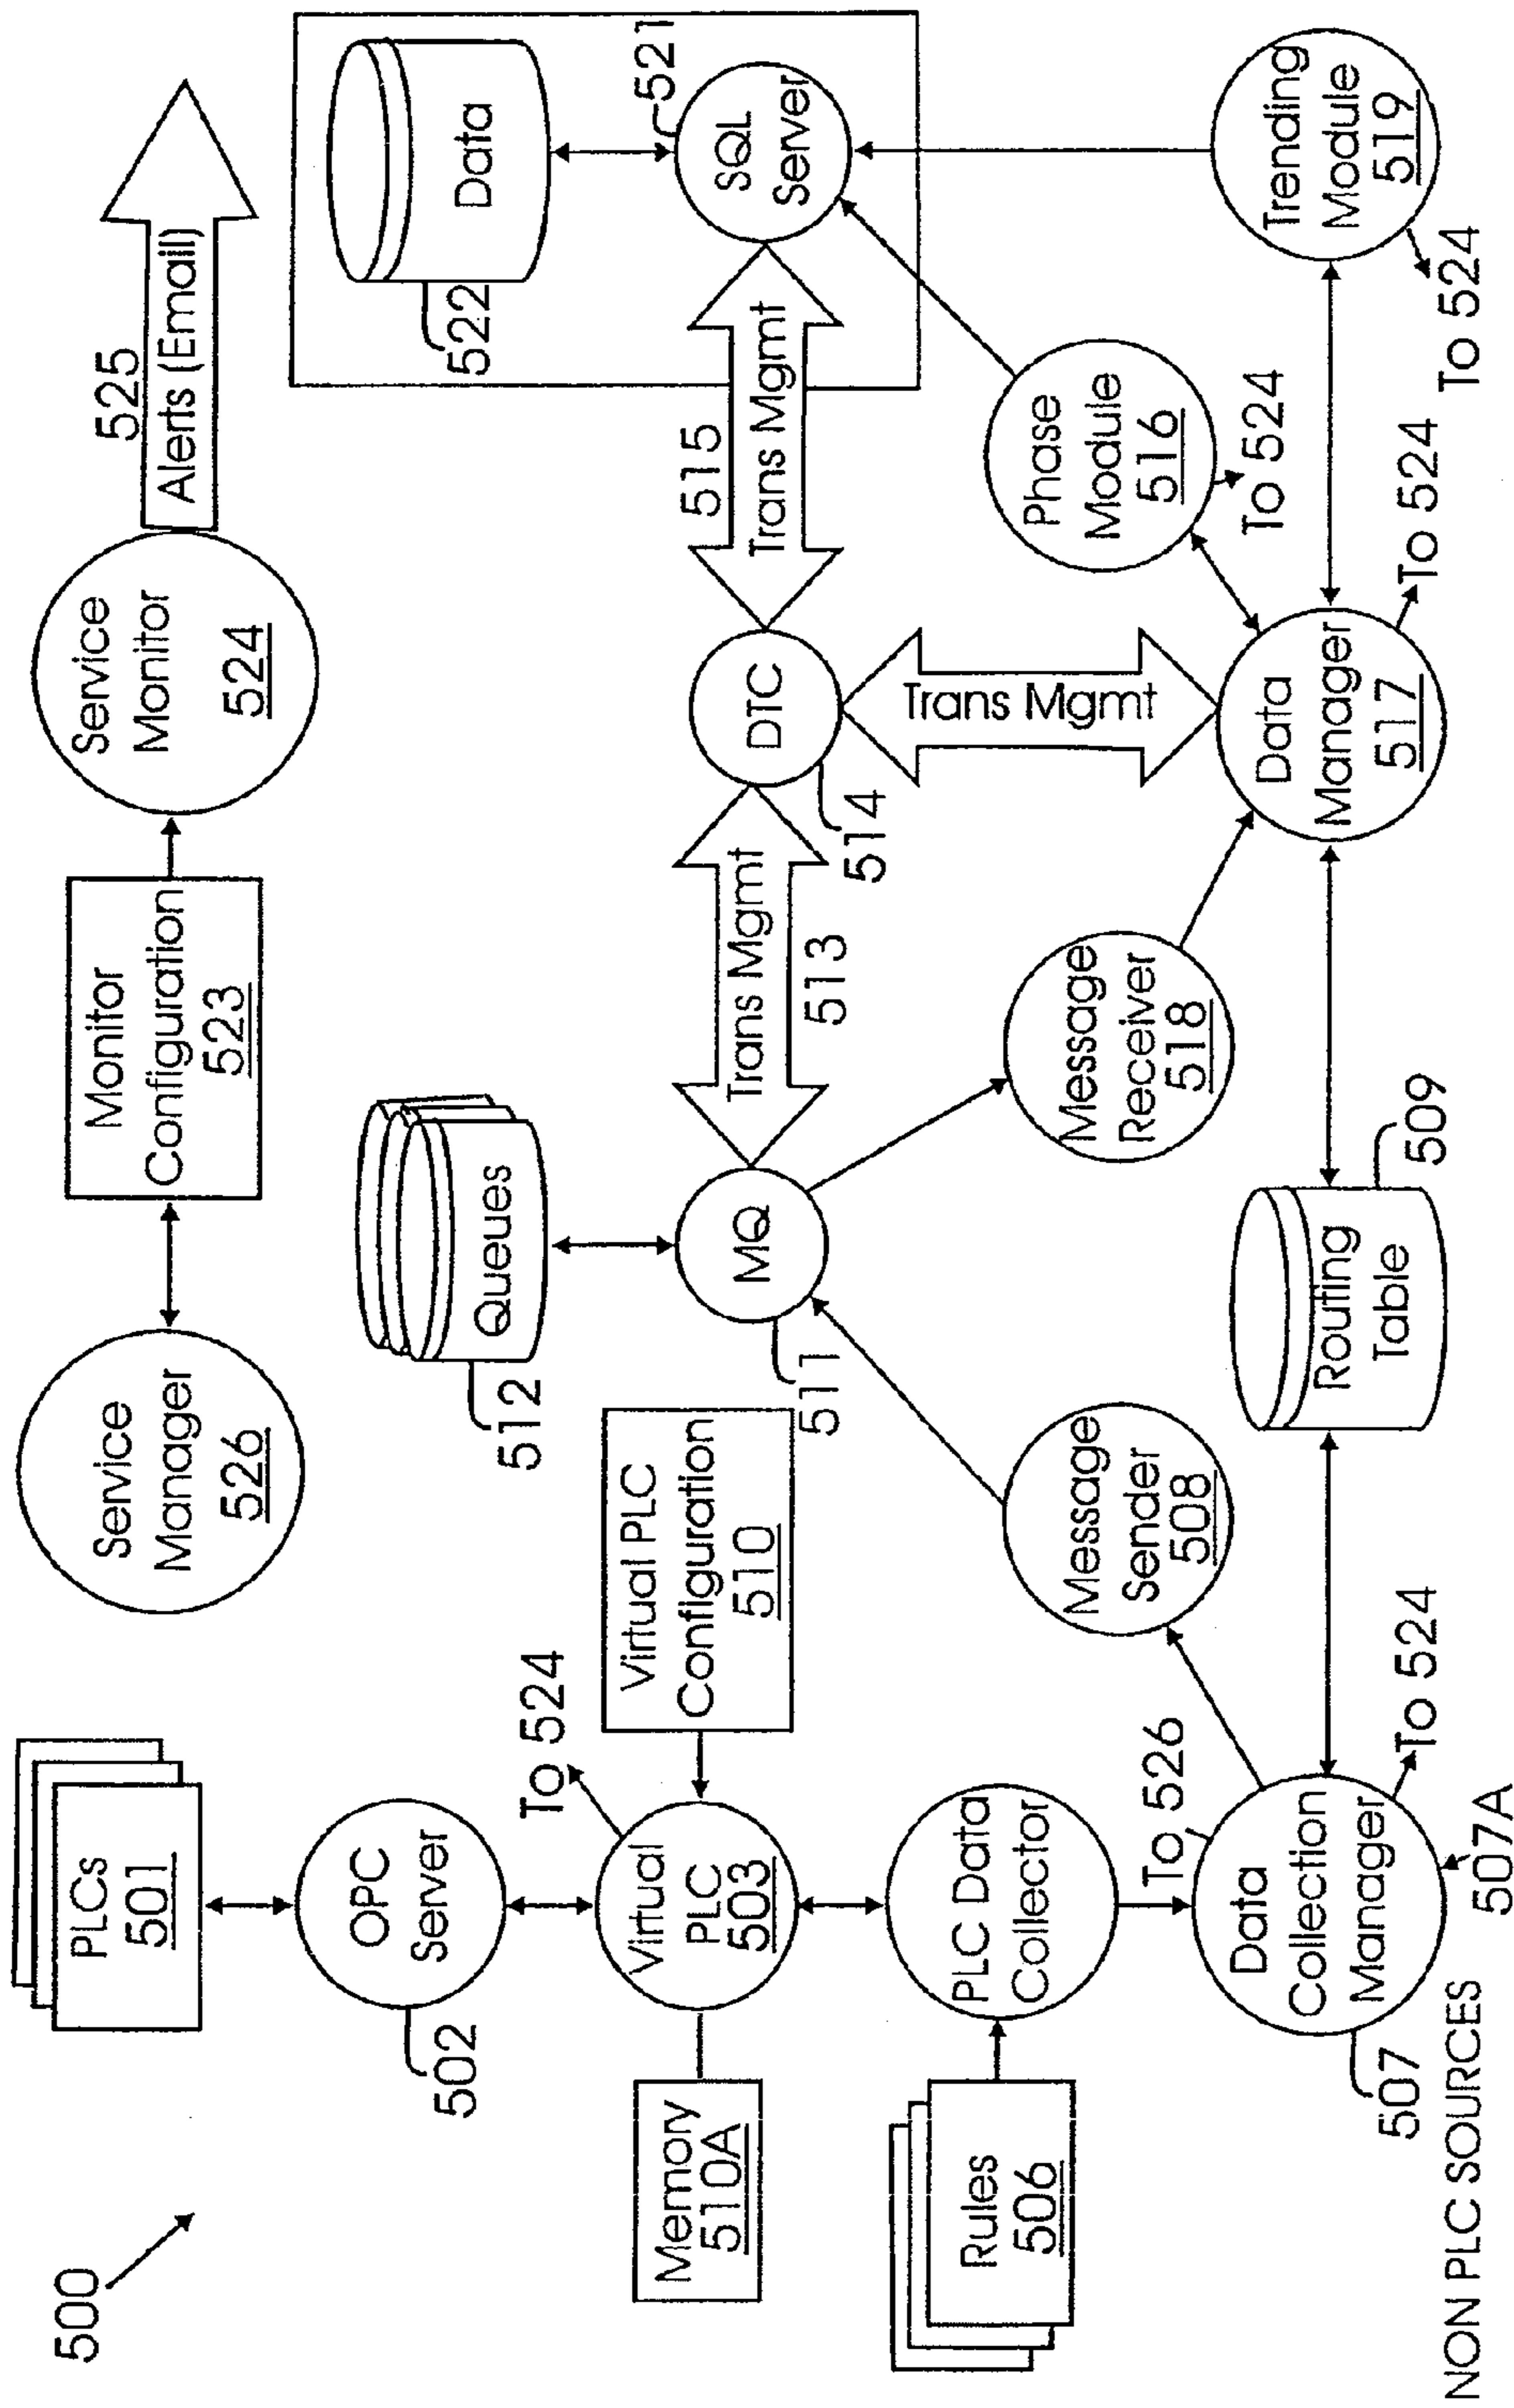 500
PLCs
501
Service
Manager
526
Monitor
Configuration
523
Service
Monitor
524
525
Alerts (Email)
OPC
Server
502
To 524
Queues
512
Data
522
Memory
510A
Virtual
PLC
503
Virtual PLC
Configuration
510
MQ
511
Trans Mgmt
513
DTC
514
515
Trans Mgmt
SQL
Server
521
Rules
506
PLC Data
Collector
To 526
Message
Sender
508
Message
Receiver
518
Trans Mgmt
Phase
Module
516
To 524
Data
Collection
Manager
507
To 524
507A
NON PLC SOURCES
Routing
Table
509
Data
Manager
517
To 524
Trending
Module
519
To 524